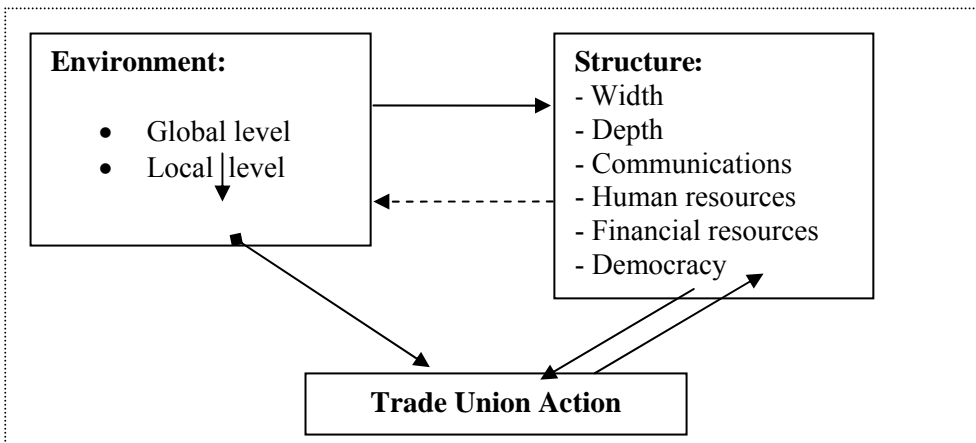 Environment:
• Global level
• Local level
Structure:
- Width
- Depth
- Communications
- Human resources
- Financial resources
- Democracy
Trade Union Action